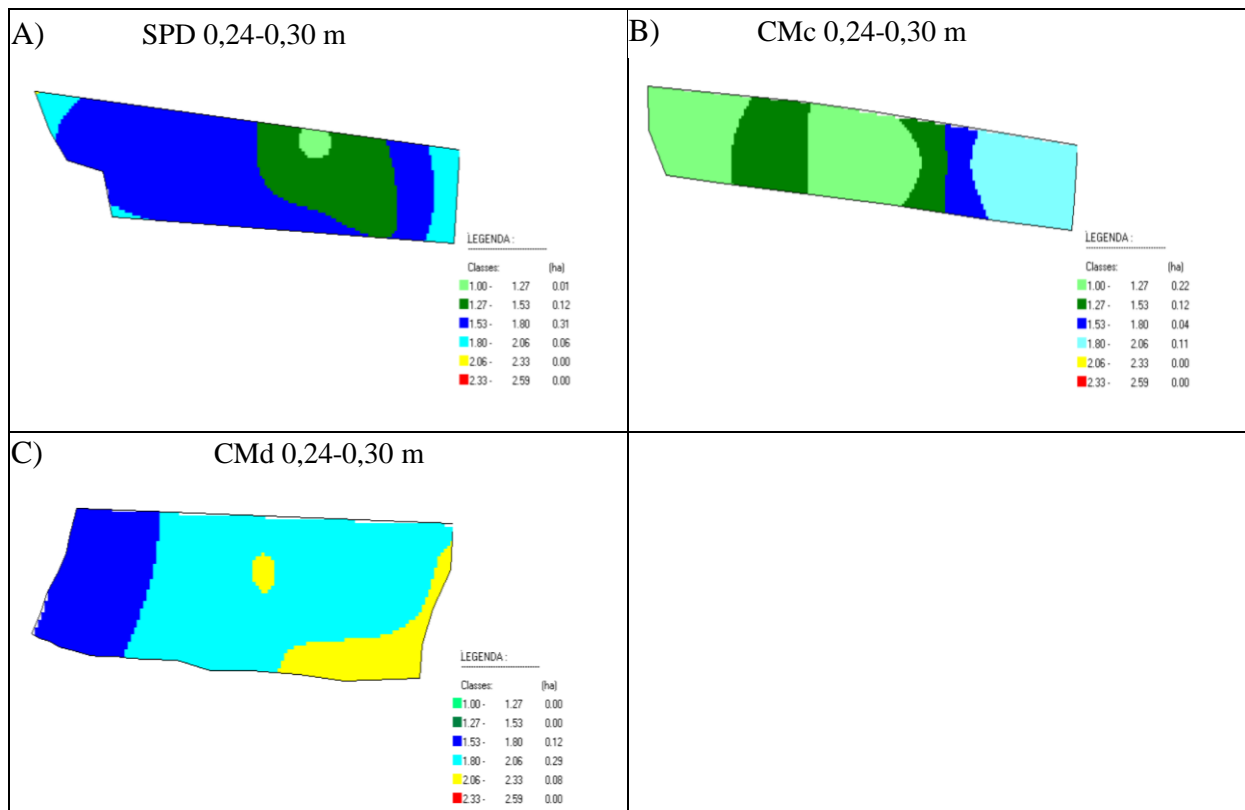 A) SPD 0,24-0,30 m
LEGENDA :
Classes: (ha)
1.00 - 1.27 0.01
1.27 - 1.53 0.12
1.53 - 1.80 0.31
1.80 - 2.06 0.06
2.06 - 2.33 0.00
2.33 - 2.59 0.00
B) CMc 0,24-0,30 m
LEGENDA :
Classes: (ha)
1.00 - 1.27 0.22
1.27 - 1.53 0.12
1.53 - 1.80 0.04
1.80 - 2.06 0.11
2.06 - 2.33 0.00
2.33 - 2.59 0.00
C) CMd 0,24-0,30 m
LEGENDA :
Classes: (ha)
1.00 - 1.27 0.00
1.27 - 1.53 0.00
1.53 - 1.80 0.12
1.80 - 2.06 0.29
2.06 - 2.33 0.08
2.33 - 2.59 0.00